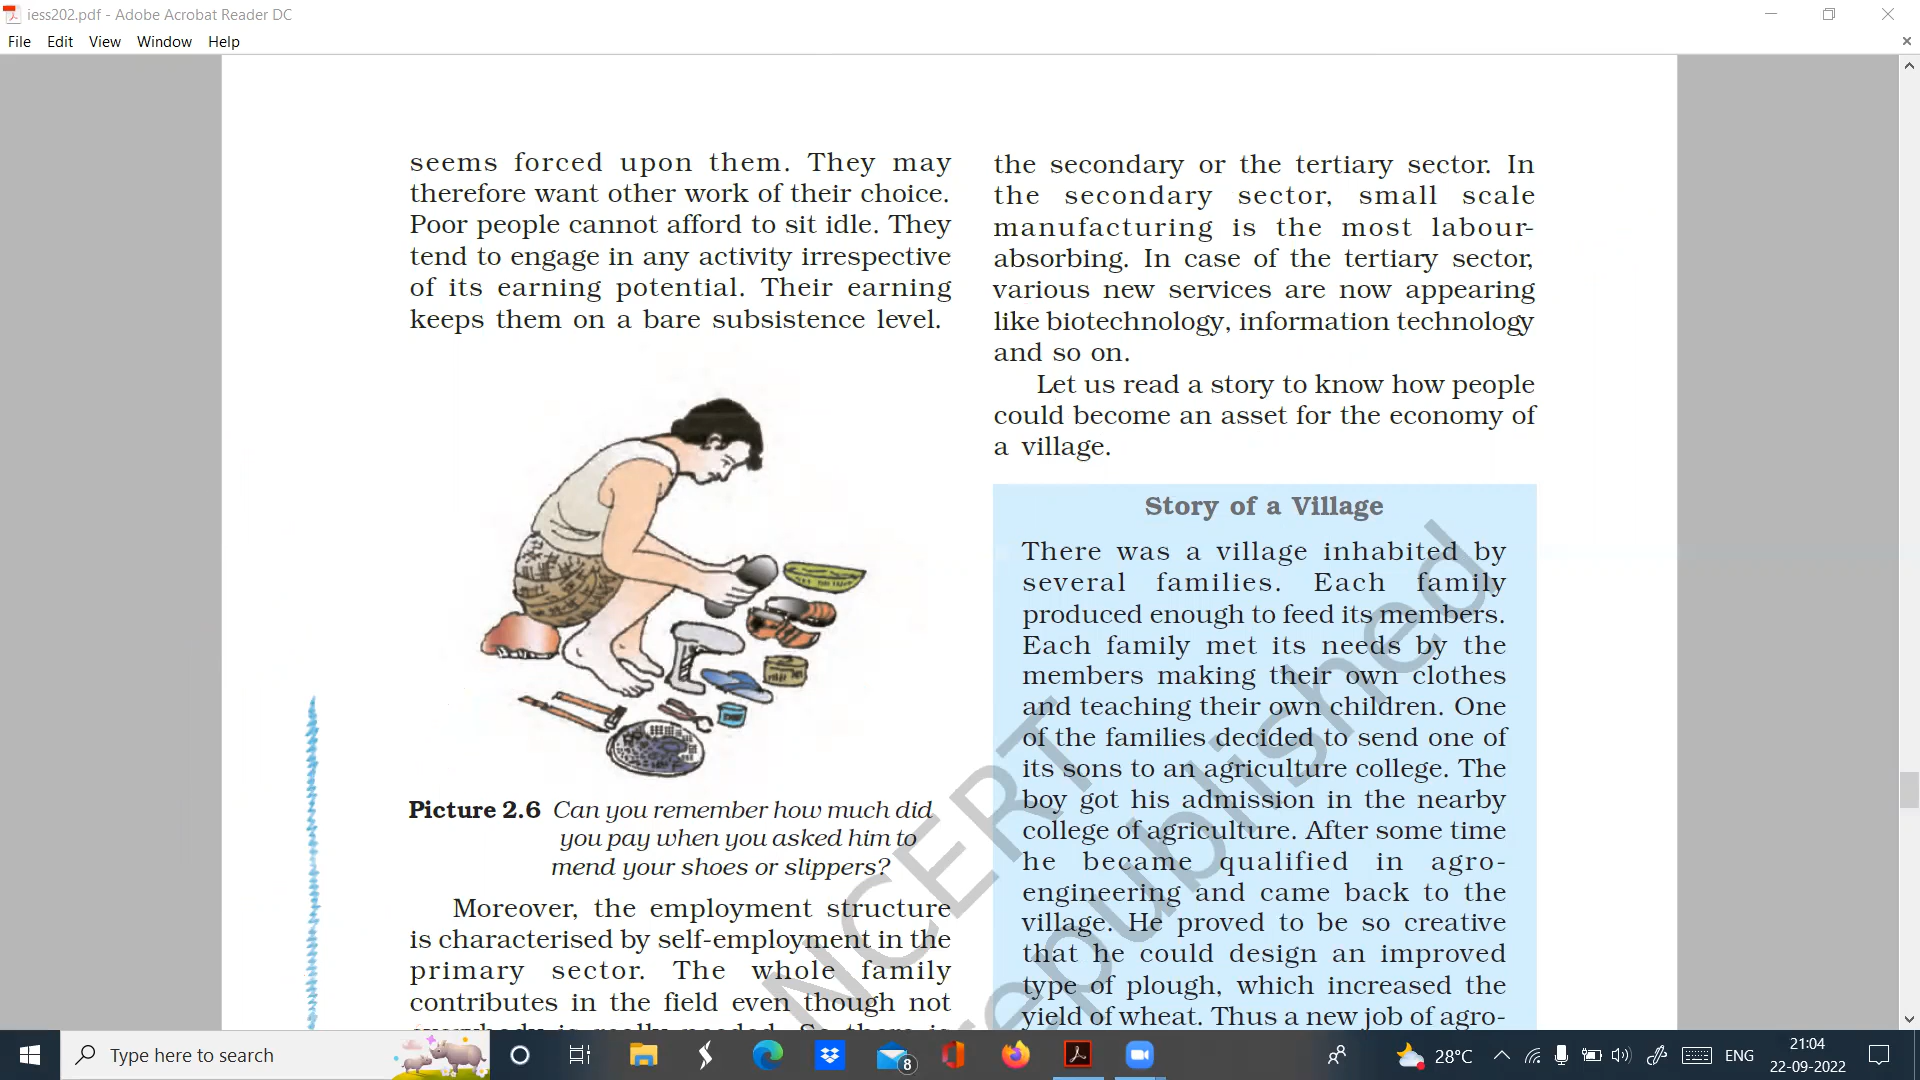 iess202.pdf - Adobe Acrobat Reader DC
File Edit View Window Help
seems forced upon them. They may
therefore want other work of their choice.
Poor people cannot afford to sit idle. They
tend to engage in any activity irrespective
of its earning potential. Their earning
keeps them on a bare subsistence level.
Picture 2.6 Can you remember how much did
you pay when you asked him to
mend your shoes or slippers?
Moreover, the employment structure
is characterised by self-employment in the
primary sector. The whole family
contributes in the field even though not
everybody is really needed. So there is
the secondary or the tertiary sector. In
the secondary sector, small scale
manufacturing is the most labour-
absorbing. In case of the tertiary sector,
various new services are now appearing
like biotechnology, information technology
and so on.
Let us read a story to know how people
could become an asset for the economy of
a village.
Story of a Village
There was a village inhabited by
several families. Each family
produced enough to feed its members.
Each family met its needs by the
members making their own clothes
and teaching their own children. One
of the families decided to send one of
its sons to an agriculture college. The
boy got his admission in the nearby
college of agriculture. After some time
he became qualified in agro-
engineering and came back to the
village. He proved to be so creative
that he could design an improved
type of plough, which increased the
yield of wheat. Thus a new job of agro-
NCERT
republished
Type here to search
8
28°C
ENG
21:04
22-09-2022